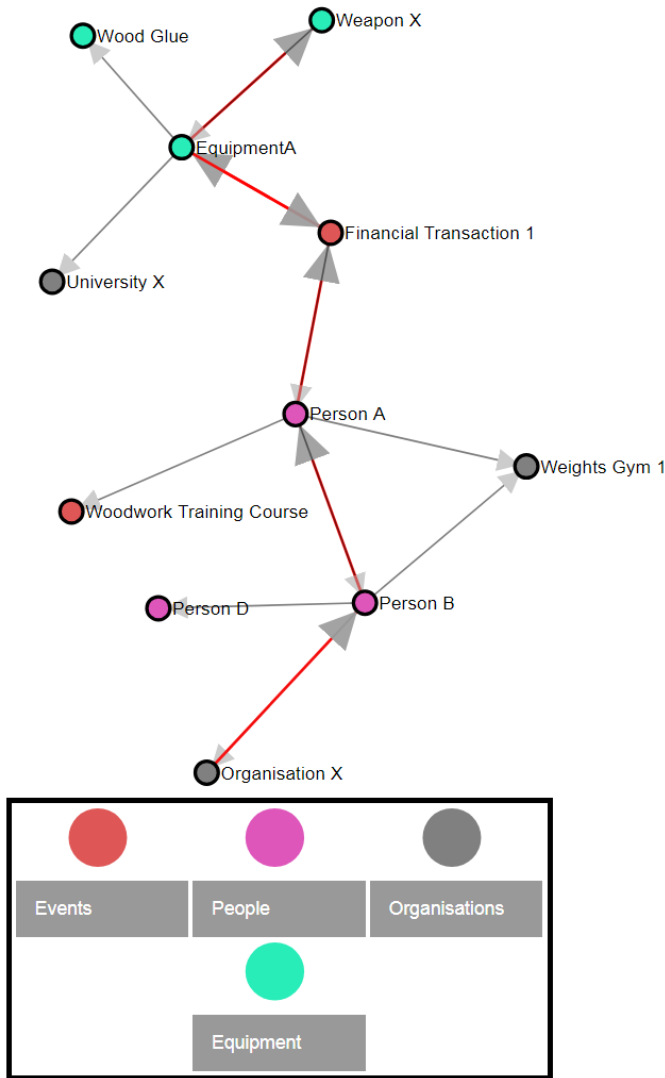 Weapon X
Wood Glue
EquipmentA
Financial Transaction 1
University X
Person A
Weights Gym 1
Woodwork Training Course
Person D
Person B
Organisation X
Events
People
Organisations
Equipment